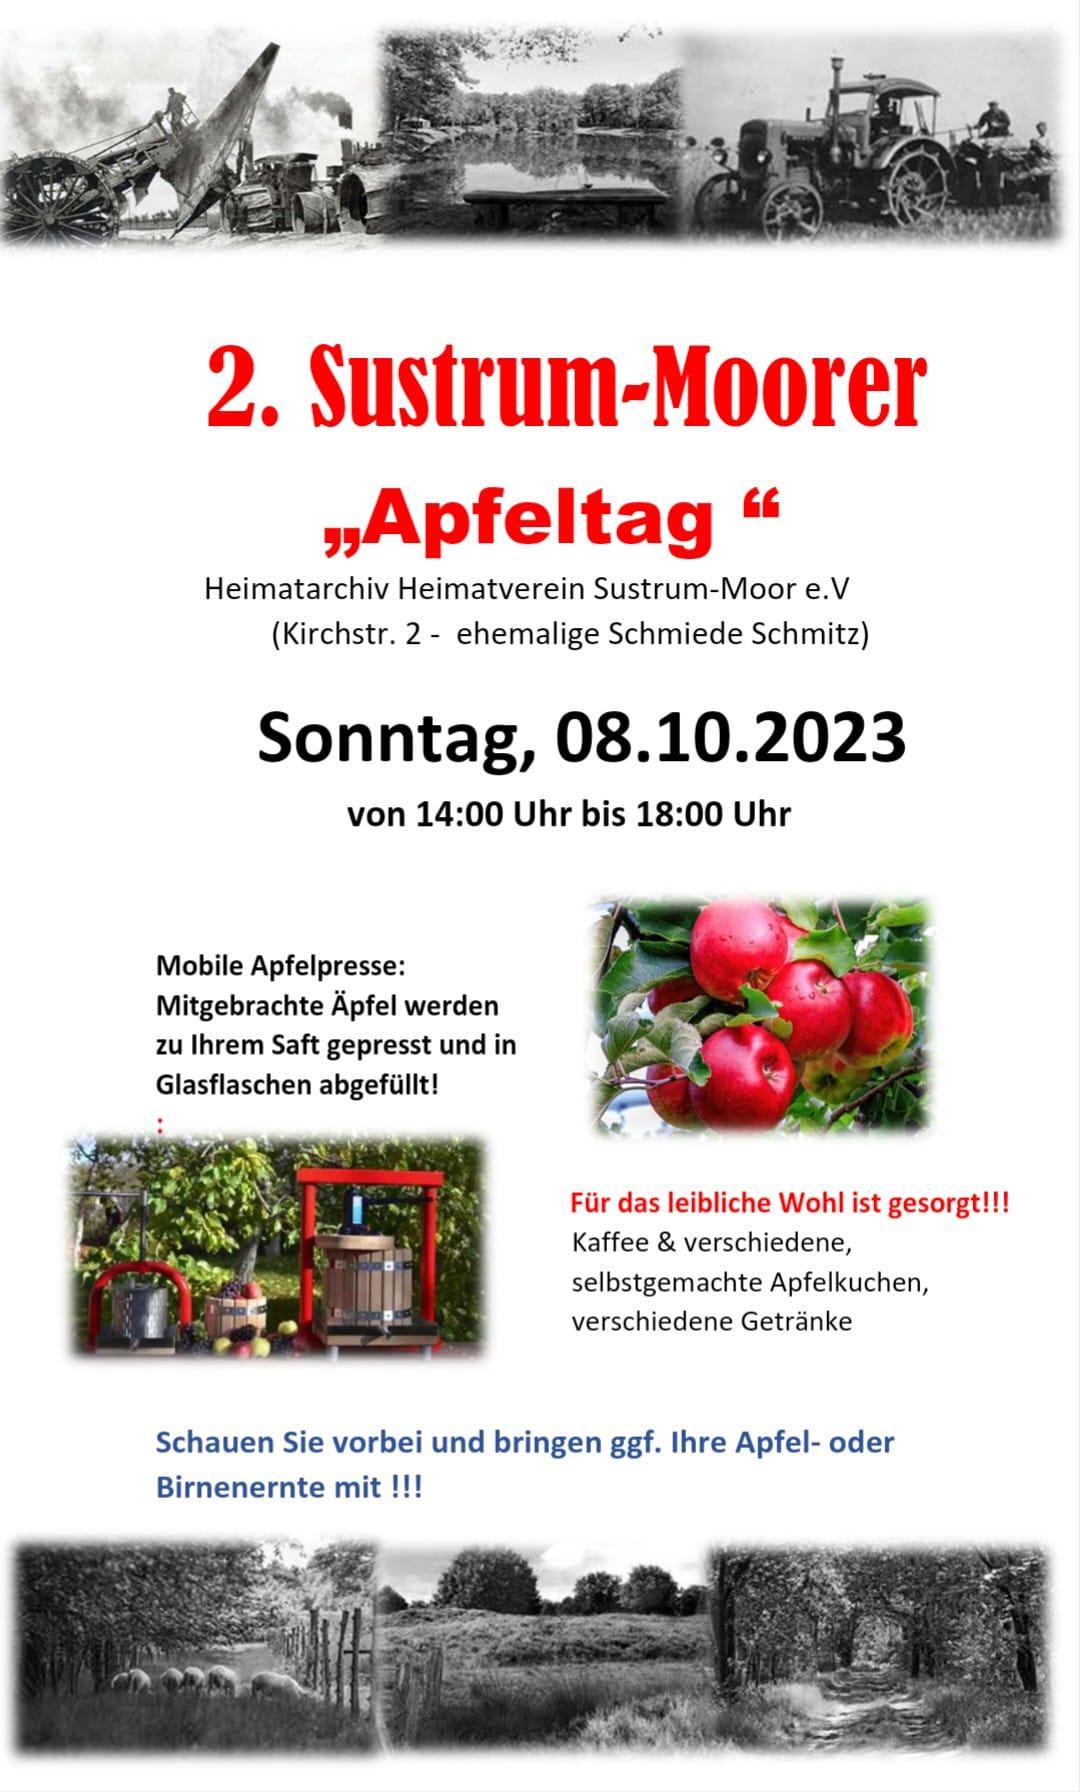 2. Sustrum-Moorer
„Apfeltag “
Heimatarchiv Heimatverein Sustrum-Moor e.V
(Kirchstr. 2 - ehemalige Schmiede Schmitz)
Sonntag, 08.10.2023
von 14:00 Uhr bis 18:00 Uhr
Mobile Apfelpresse:
Mitgebrachte Äpfel werden
zu Ihrem Saft gepresst und in
Glasflaschen abgefüllt!
:
Für das leibliche Wohl ist gesorgt!!!
Kaffee & verschiedene,
selbstgemachte Apfelkuchen,
verschiedene Getränke
Schauen Sie vorbei und bringen ggf. Ihre Apfel- oder
Birnenernte mit !!!